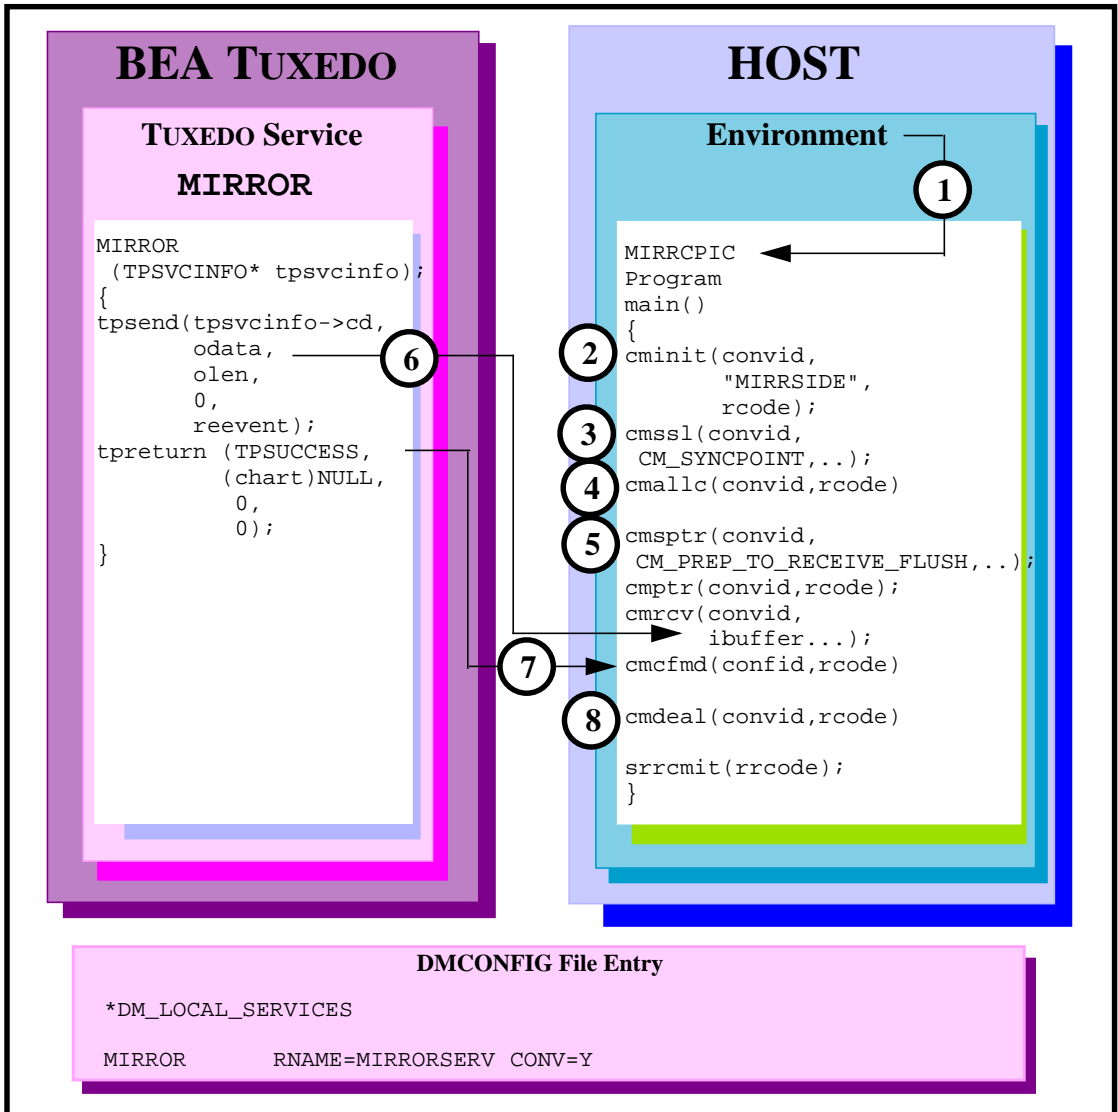 BEA TUXEDO
TUXEDO Service
MIRROR
MIRROR
(TPSVCINFO* tpsvcinfo);
{
tpsend(tpsvcinfo->cd,
odata,
olen,
0,
reevent);
tpreturn (TPSUCCESS,
(chart)NULL,
0,
0);
}
6
7
HOST
Environment
1
MIRRCPIC
Program
main()
{
2
cminit(convid,
"MIRRSIDE",
rcode);
3
cmssl(convid,
CM_SYNCPOINT,..);
4
cmallc(convid,rcode)
5
cmsptr(convid,
CM_PREP_TO_RECEIVE_FLUSH,..);
cmptr(convid,rcode);
cmrcv(convid,
ibuffer...);
cmcfmd(confid,rcode)
8
cmdeal(convid,rcode)
srrcmit(rrcode);
}
DMCONFIG File Entry
*DM_LOCAL_SERVICES
MIRROR RNAME=MIRRORSERV CONV=Y